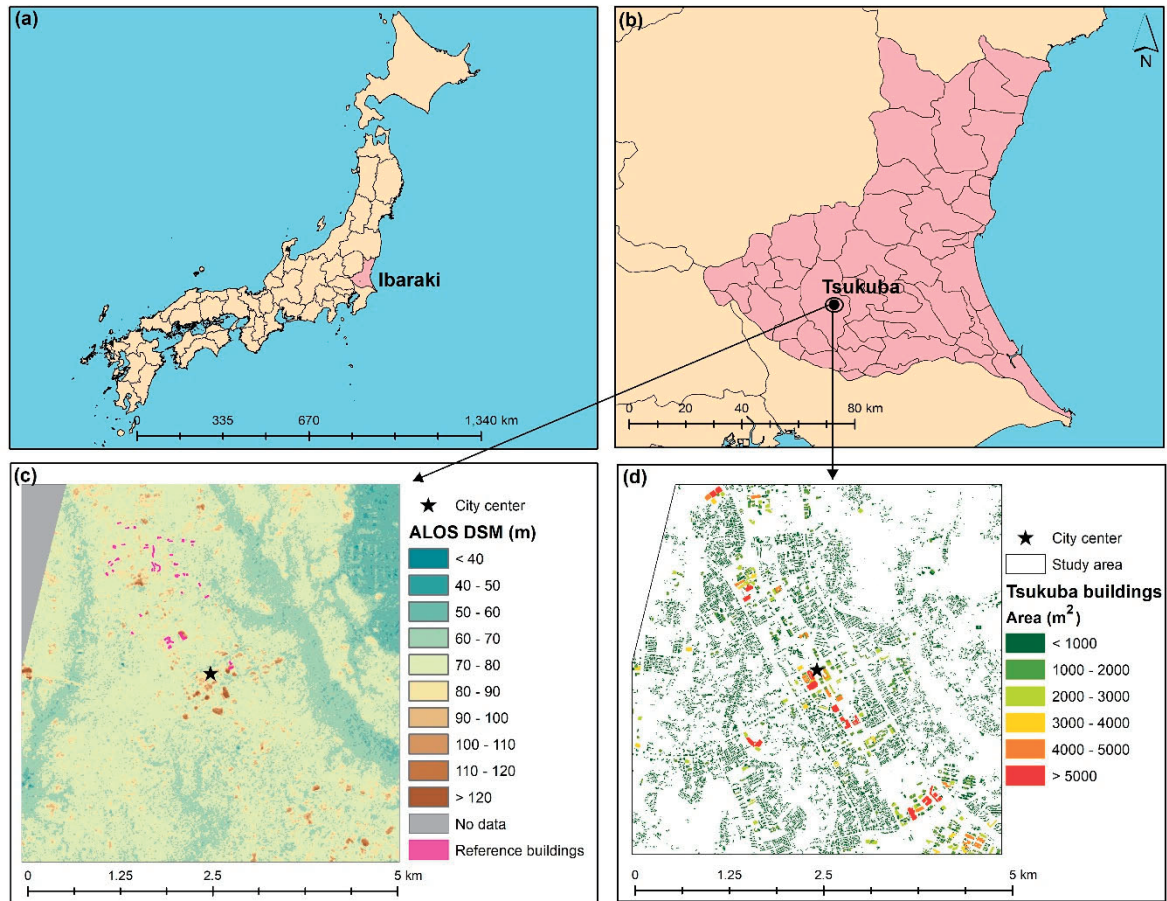 (a)
Ibaraki
0 335 670 1,340 km
(b)
N
Tsukuba
0 20 40 80 km
(c)
City center
ALOS DSM (m)
< 40
40 - 50
50 - 60
60 - 70
70 - 80
80 - 90
90 - 100
100 - 110
110 - 120
> 120
No data
Reference buildings
0 1.25 2.5 5 km
(d)
City center
Study area
Tsukuba buildings
Area (m²)
< 1000
1000 - 2000
2000 - 3000
3000 - 4000
4000 - 5000
> 5000
0 1.25 2.5 5 km